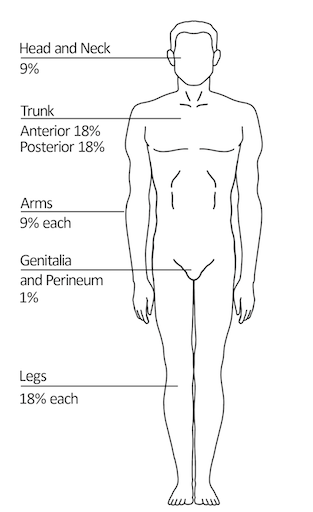 Head and Neck
9%
Trunk
Anterior 18%
Posterior 18%
Arms
9% each
Genitalia
and Perineum
1%
Legs
18% each